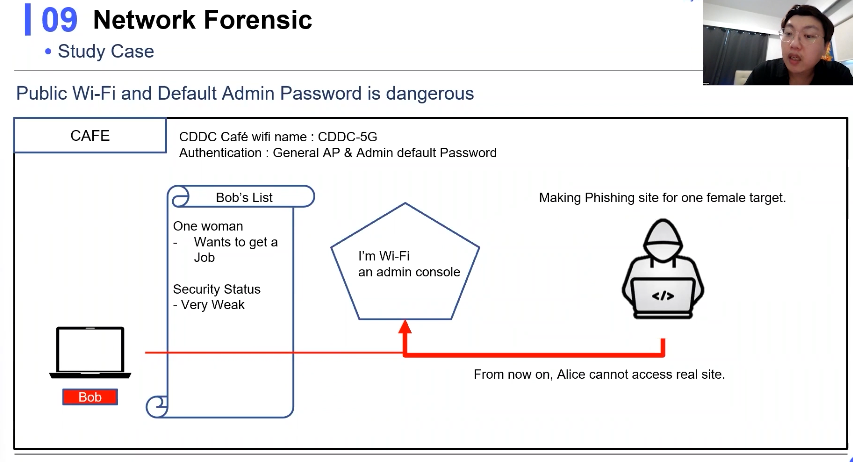 09 Network Forensic
• Study Case
Public Wi-Fi and Default Admin Password is dangerous
CAFE
CDDC Café wifi name : CDDC-5G
Authentication : General AP & Admin default Password
Bob's List
One woman
- Wants to get a
Job
Security Status
- Very Weak
I'm Wi-Fi
an admin console
Making Phishing site for one female target.
</>
From now on, Alice cannot access real site.
Bob